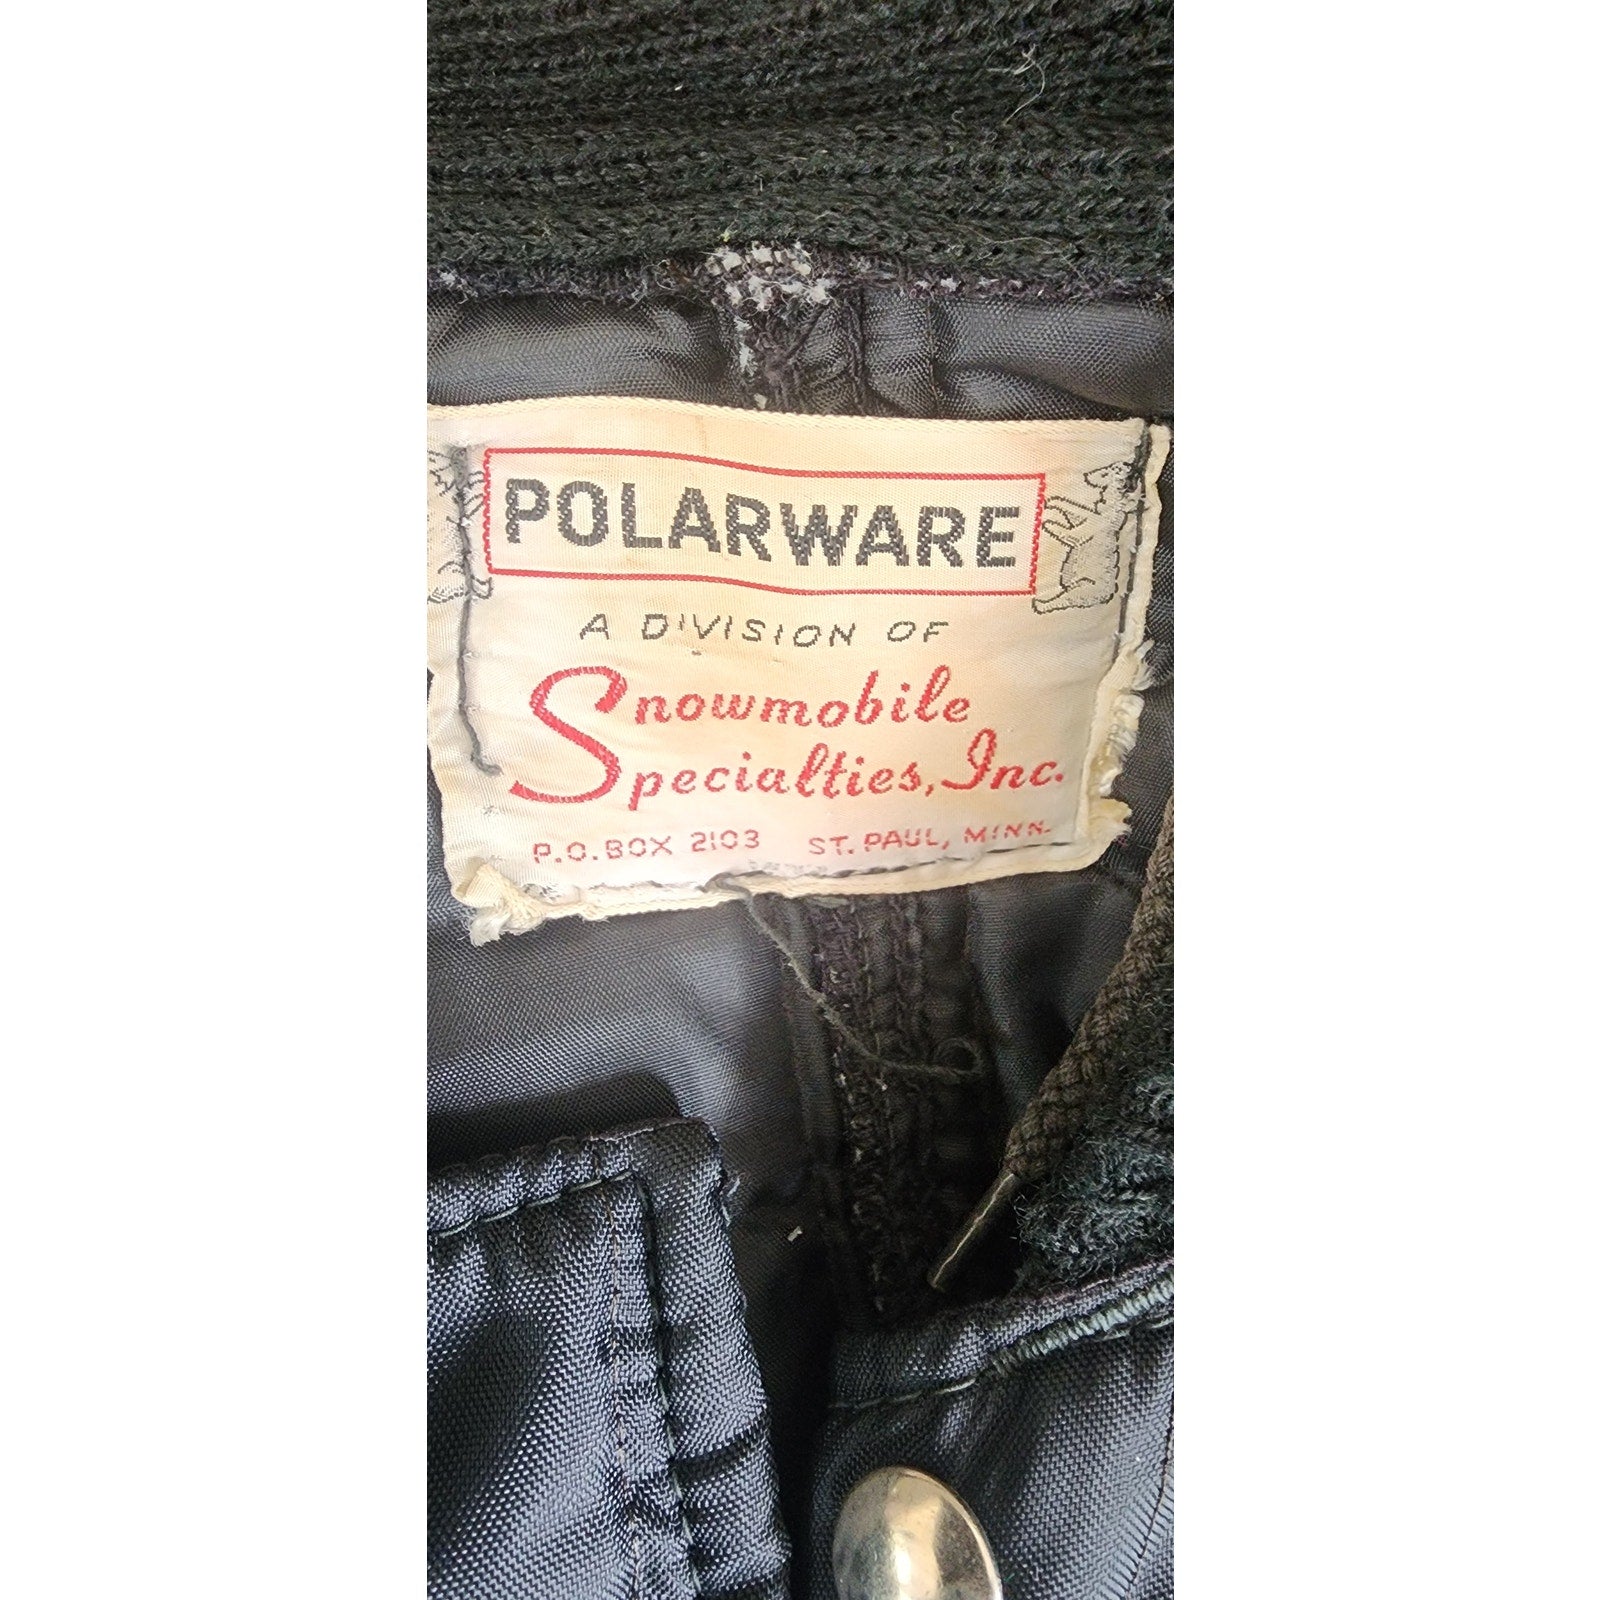 POLARWARE
A DIVISION OF
Snowmobile
Specialties, Inc.
P.O. BOX 2103 ST. PAUL, MINN.